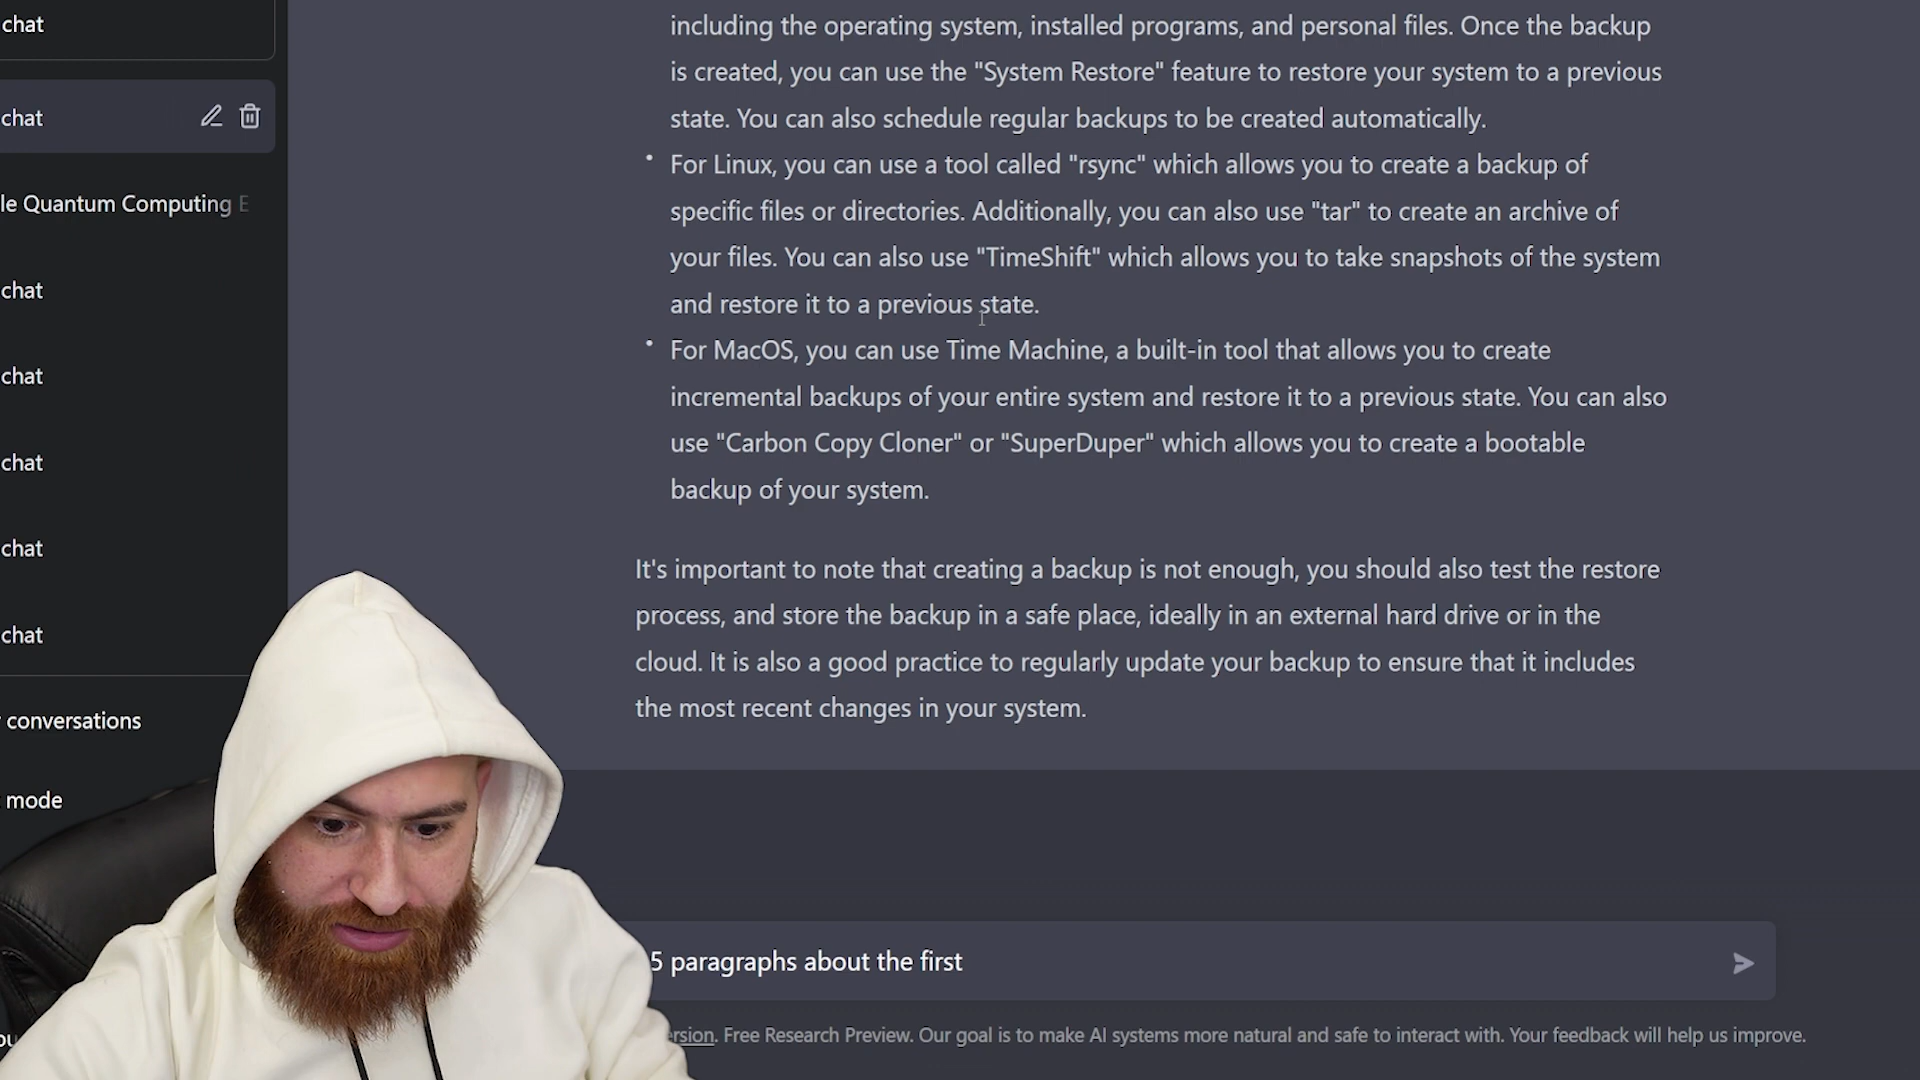 chat
chat
le Quantum Computing E
chat
chat
chat
chat
chat
conversations
mode
including the operating system, installed programs, and personal files. Once the backup
is created, you can use the "System Restore" feature to restore your system to a previous
state. You can also schedule regular backups to be created automatically.
• For Linux, you can use a tool called "rsync" which allows you to create a backup of
specific files or directories. Additionally, you can also use "tar" to create an archive of
your files. You can also use "TimeShift" which allows you to take snapshots of the system
and restore it to a previous state.
• For MacOS, you can use Time Machine, a built-in tool that allows you to create
incremental backups of your entire system and restore it to a previous state. You can also
use "Carbon Copy Cloner" or "SuperDuper" which allows you to create a bootable
backup of your system.
It's important to note that creating a backup is not enough, you should also test the restore
process, and store the backup in a safe place, ideally in an external hard drive or in the
cloud. It is also a good practice to regularly update your backup to ensure that it includes
the most recent changes in your system.
5 paragraphs about the first
ersion. Free Research Preview. Our goal is to make AI systems more natural and safe to interact with. Your feedback will help us improve.